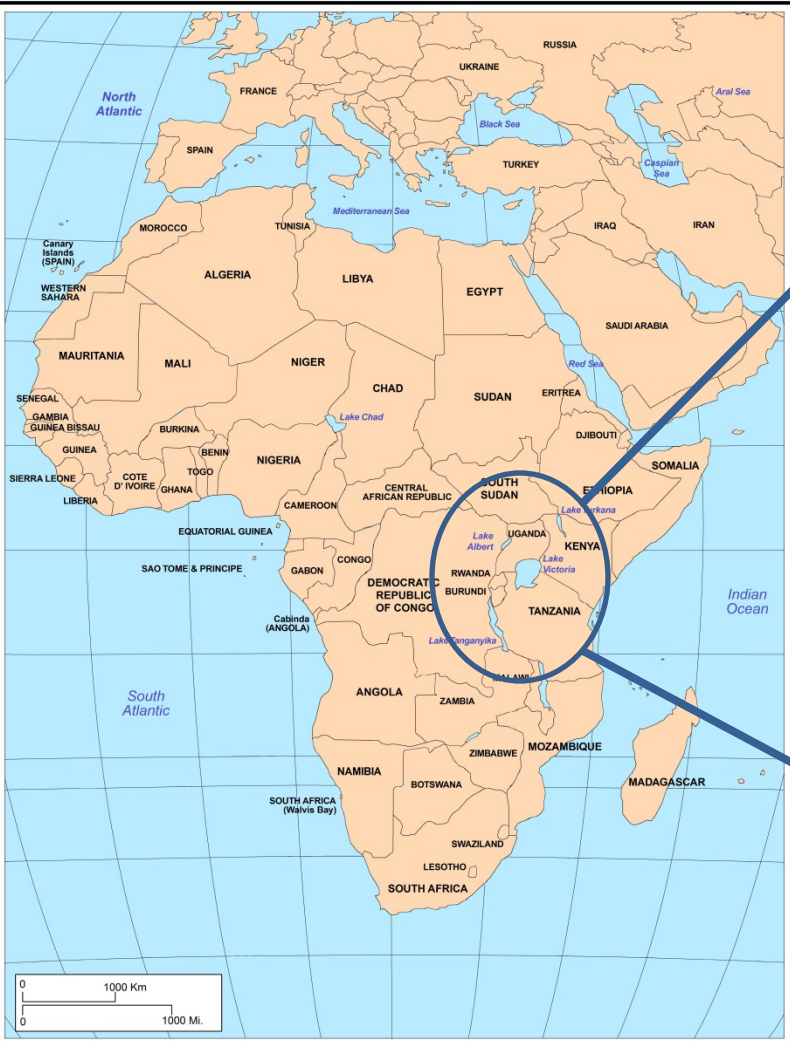 RUSSIA
UKRAINE
North
Atlantic
FRANCE
Aral Sea
Black Sea
SPAIN
TURKEY
Caspian
Sea
Mediterranean Sea
MOROCCO
TUNISIA
IRAQ
IRAN
Canary
Islands
(SPAIN)
ALGERIA
LIBYA
EGYPT
WESTERN
SAHARA
SAUDI ARABIA
MAURITANIA
MALI
NIGER
CHAD
SUDAN
Red Sea
ERITREA
SENEGAL
GAMBIA
GUINEA BISSAU
BURKINA
Lake Chad
DJIBOUTI
GUINEA
BENIN
NIGERIA
SOMALIA
SIERRA LEONE
COTE
D' IVOIRE
TOGO
GHANA
LIBERIA
CAMEROON
CENTRAL
AFRICAN REPUBLIC
SOUTH
SUDAN
ETHIOPIA
Lake Turkana
EQUATORIAL GUINEA
Lake
Albert
UGANDA
KENYA
SAO TOME & PRINCIPE
GABON
CONGO
Lake
Victoria
RWANDA
BURUNDI
DEMOCRATIC
REPUBLIC
OF CONGO
TANZANIA
Indian
Ocean
Cabinda
(ANGOLA)
Lake Tanganyika
South
Atlantic
ANGOLA
MALAWI
ZAMBIA
MOZAMBIQUE
ZIMBABWE
NAMIBIA
BOTSWANA
MADAGASCAR
SOUTH AFRICA
(Walvis Bay)
SWAZILAND
LESOTHO
SOUTH AFRICA
0
1000 Km
0
1000 Mi.